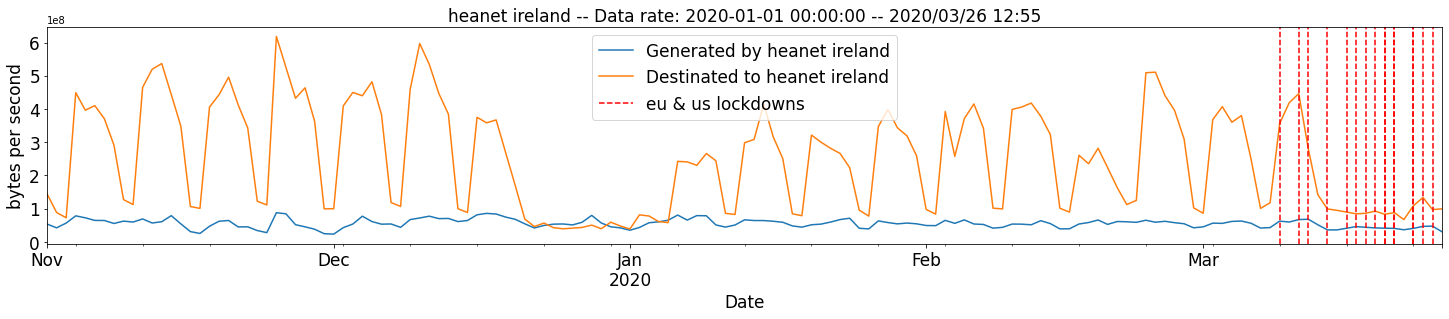 heanet ireland -- Data rate: 2020-01-01 00:00:00 -- 2020/03/26 12:55
1e8
6
5
4
3
2
1
0
bytes per second
Generated by heanet ireland
Destinated to heanet ireland
eu & us lockdowns
Nov
Dec
Jan
2020
Feb
Mar
Date